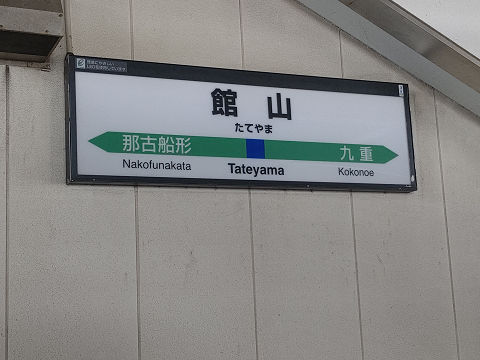 館山
たてやま
那古船形
九重
Nakofunakata
Tateyama
Kokonoe